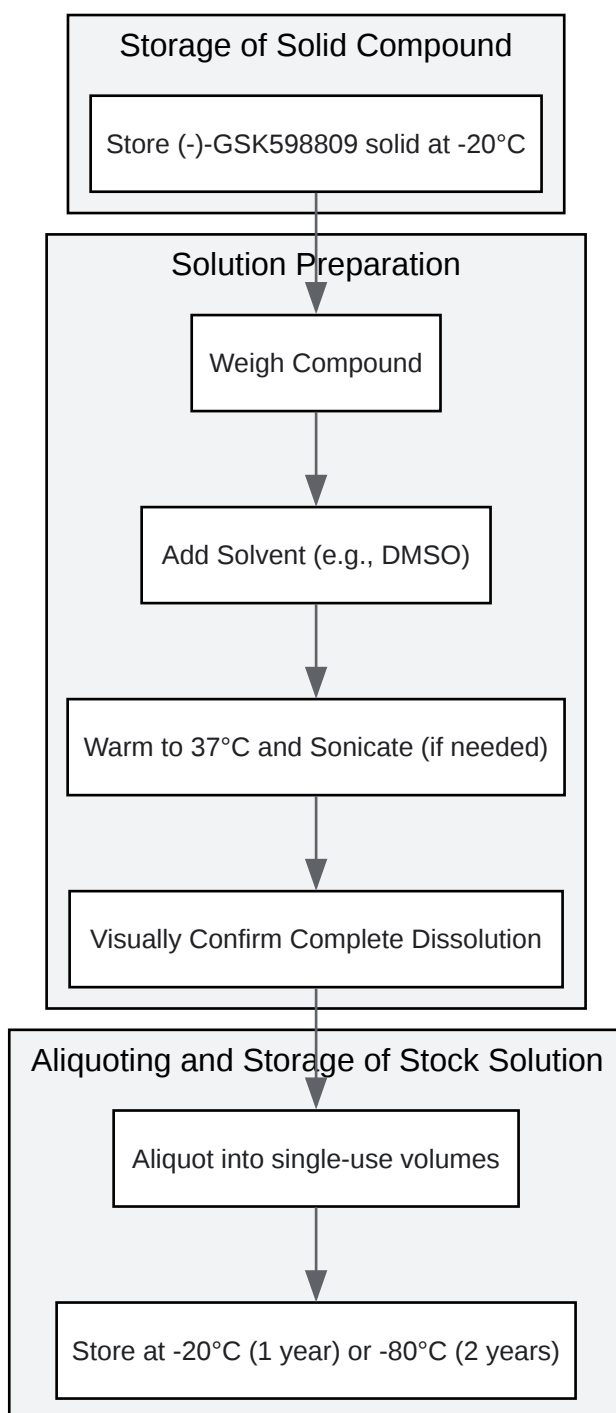 Storage of Solid Compound
Store (-)-GSK598809 solid at -20°C
Solution Preparation
Weigh Compound
Add Solvent (e.g., DMSO)
Warm to 37°C and Sonicate (if needed)
Visually Confirm Complete Dissolution
Aliquoting and Storage of Stock Solution
Aliquot into single-use volumes
Store at -20°C (1 year) or -80°C (2 years)